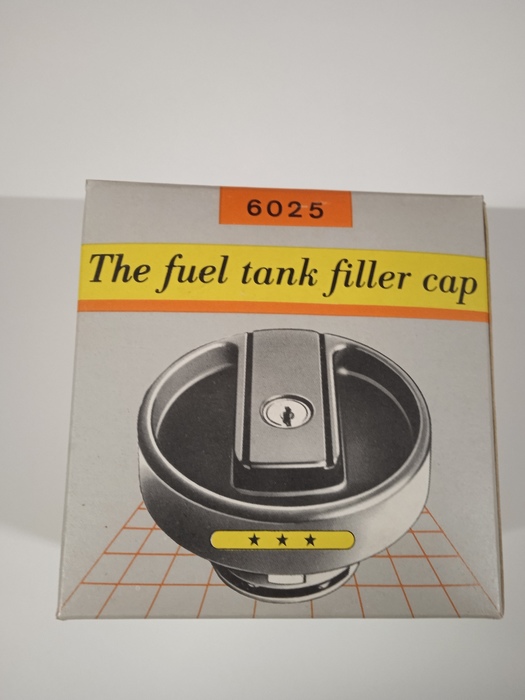 6025
The fuel tank filler cap
★ ★ ★